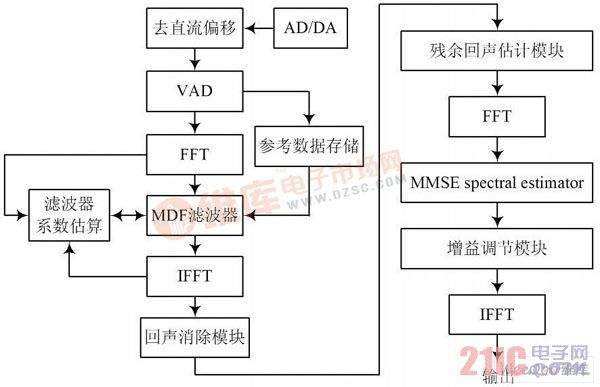 去直流偏移
AD/DA
VAD
参考数据存储
FFT
滤波器
系数估算
MDF滤波器
IFFT
回声消除模块
残余回声估计模块
FFT
MMSE spectral estimator
增益调节模块
IFFT
输出
维库电子市场网
WWW.DZSC.COM
21IC电子网